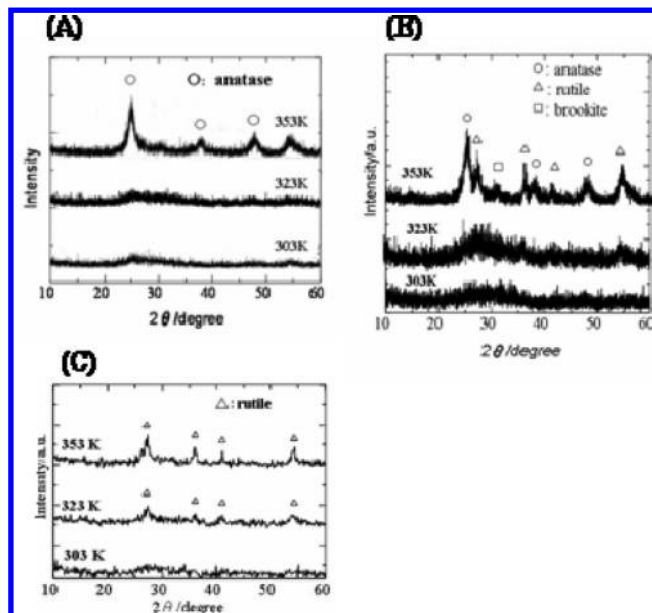 (A)
○: anatase
353K
323K
303K
Intensity
10 20 30 40 50 60
2θ/degree
(B)
○: anatase
△: rutile
□: brookite
353K
323K
303K
Intensity/a.u.
10 20 30 40 50 60
2θ/degree
(C)
△: rutile
353 K
323 K
303 K
Intensity/a.u.
10 20 30 40 50 60
2θ/degree